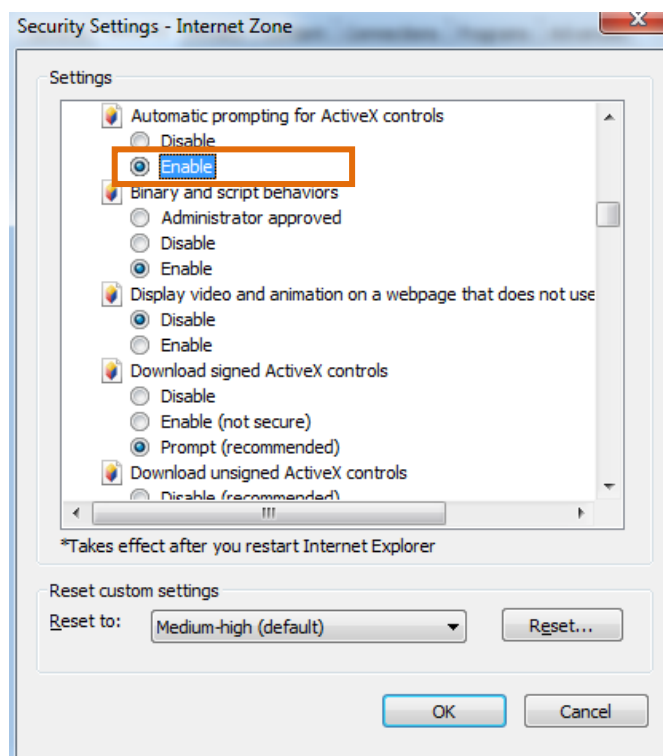 Security Settings - Internet Zone
X
Settings
Automatic prompting for ActiveX controls
Disable
Enable
Binary and script behaviors
Administrator approved
Disable
Enable
Display video and animation on a webpage that does not use
Disable
Enable
Download signed ActiveX controls
Disable
Enable (not secure)
Prompt (recommended)
Download unsigned ActiveX controls
Disable (recommended)
*Takes effect after you restart Internet Explorer
Reset custom settings
Reset to: Medium-high (default) Reset...
OK Cancel